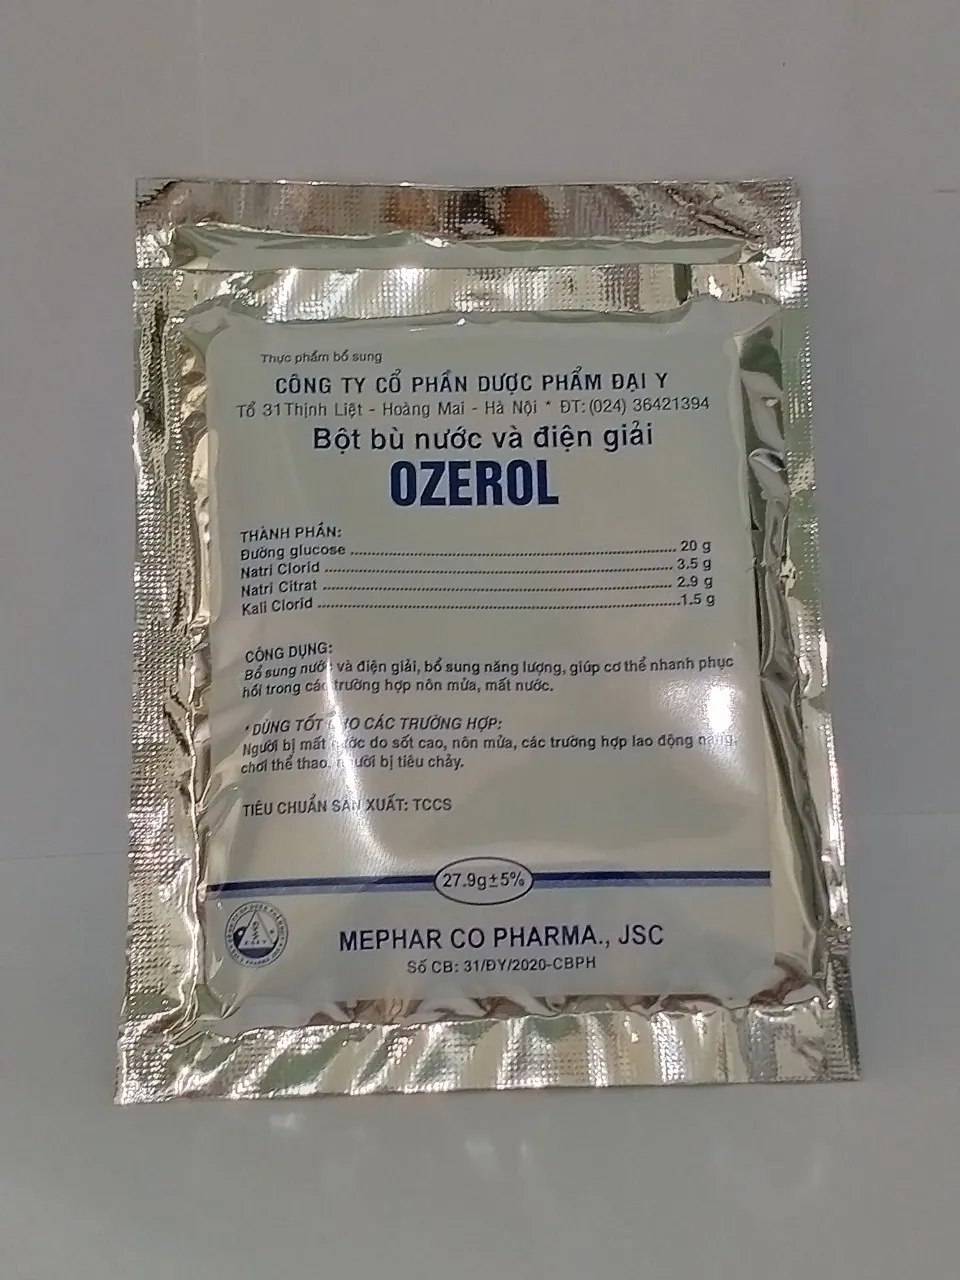 Thực phẩm bổ sung
CÔNG TY CỔ PHẦN DƯỢC PHẨM ĐẠI Y
Tổ 31 Thịnh Liệt - Hoàng Mai - Hà Nội * ĐT: (024) 36421394
Bột bù nước và điện giải
OZEROL
THÀNH PHẦN:
Đường glucose ........ 20 g
Natri Clorid ........ 3.5 g
Natri Citrat ........ 2.9 g
Kali Clorid ........ 1.5 g
CÔNG DỤNG:
Bổ sung nước và điện giải, bổ sung năng lượng, giúp cơ thể nhanh phục
hồi trong các trường hợp nôn mửa, mất nước.
* DÙNG TỐT CHO CÁC TRƯỜNG HỢP:
Người bị mất nước do sốt cao, nôn mửa, các trường hợp lao động nặng,
chơi thể thao, người bị tiêu chảy.
TIÊU CHUẨN SẢN XUẤT: TCCS
27.9g±5%
MEPHAR CO PHARMA., JSC
Số CB: 31/ĐY/2020-CBPH